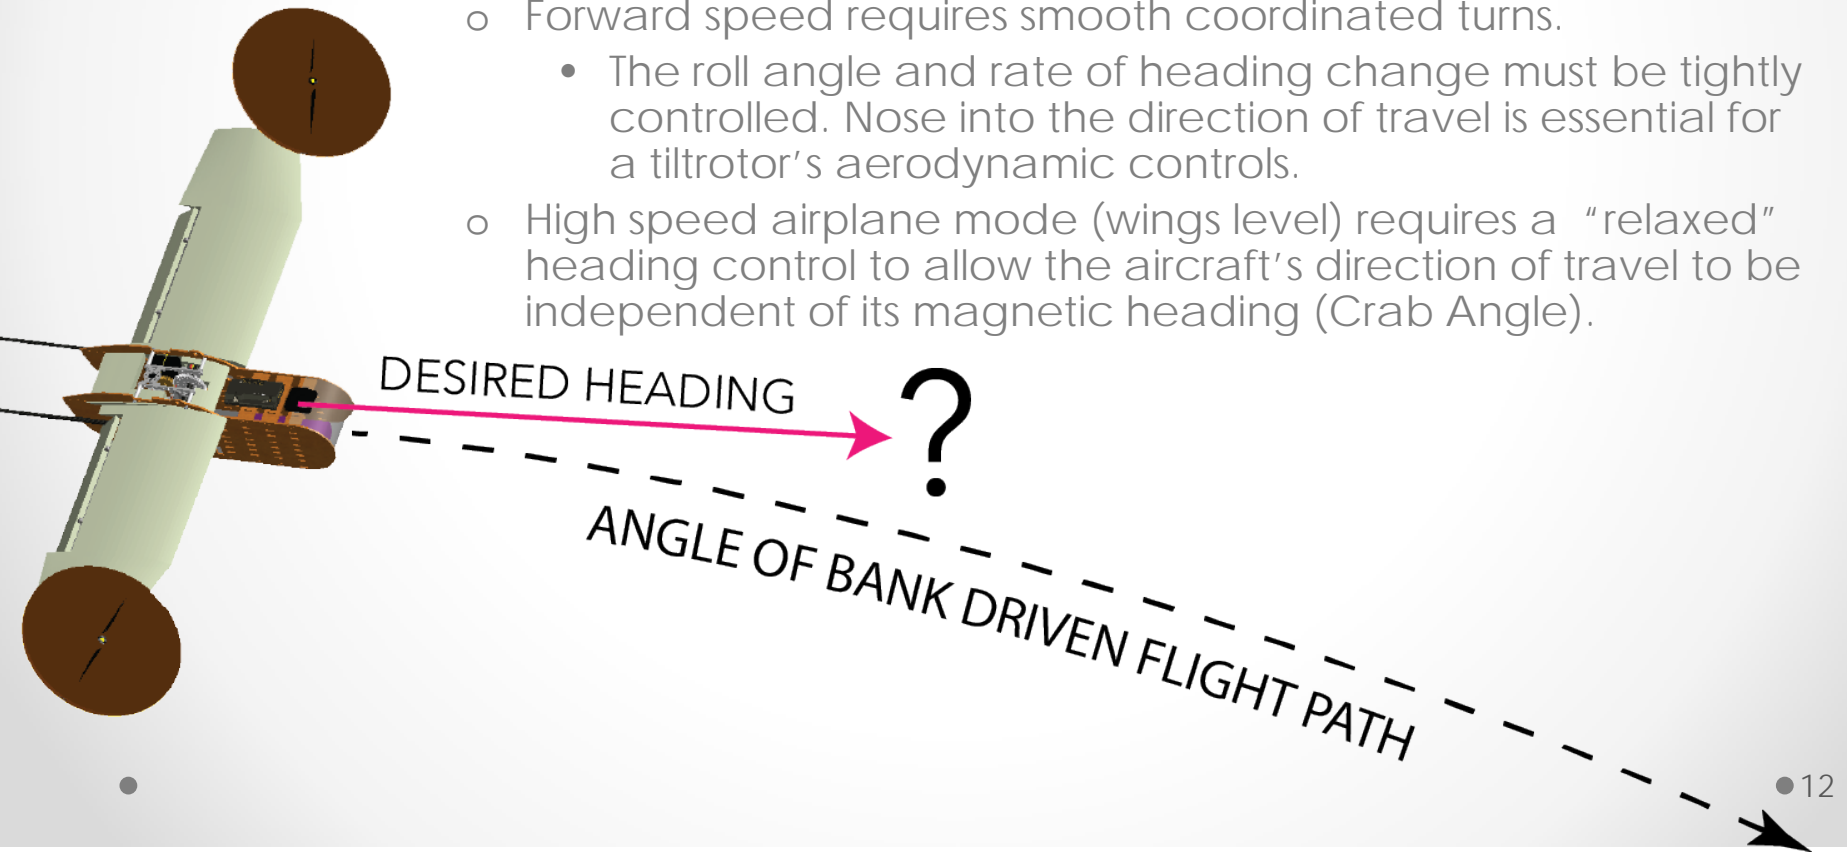 o Forward speed requires smooth coordinated turns.
• The roll angle and rate of heading change must be tightly
controlled. Nose into the direction of travel is essential for
a tiltrotor’s aerodynamic controls.
o High speed airplane mode (wings level) requires a “relaxed”
heading control to allow the aircraft’s direction of travel to be
independent of its magnetic heading (Crab Angle).
DESIRED HEADING
?
ANGLE OF BANK DRIVEN FLIGHT PATH
•
•12